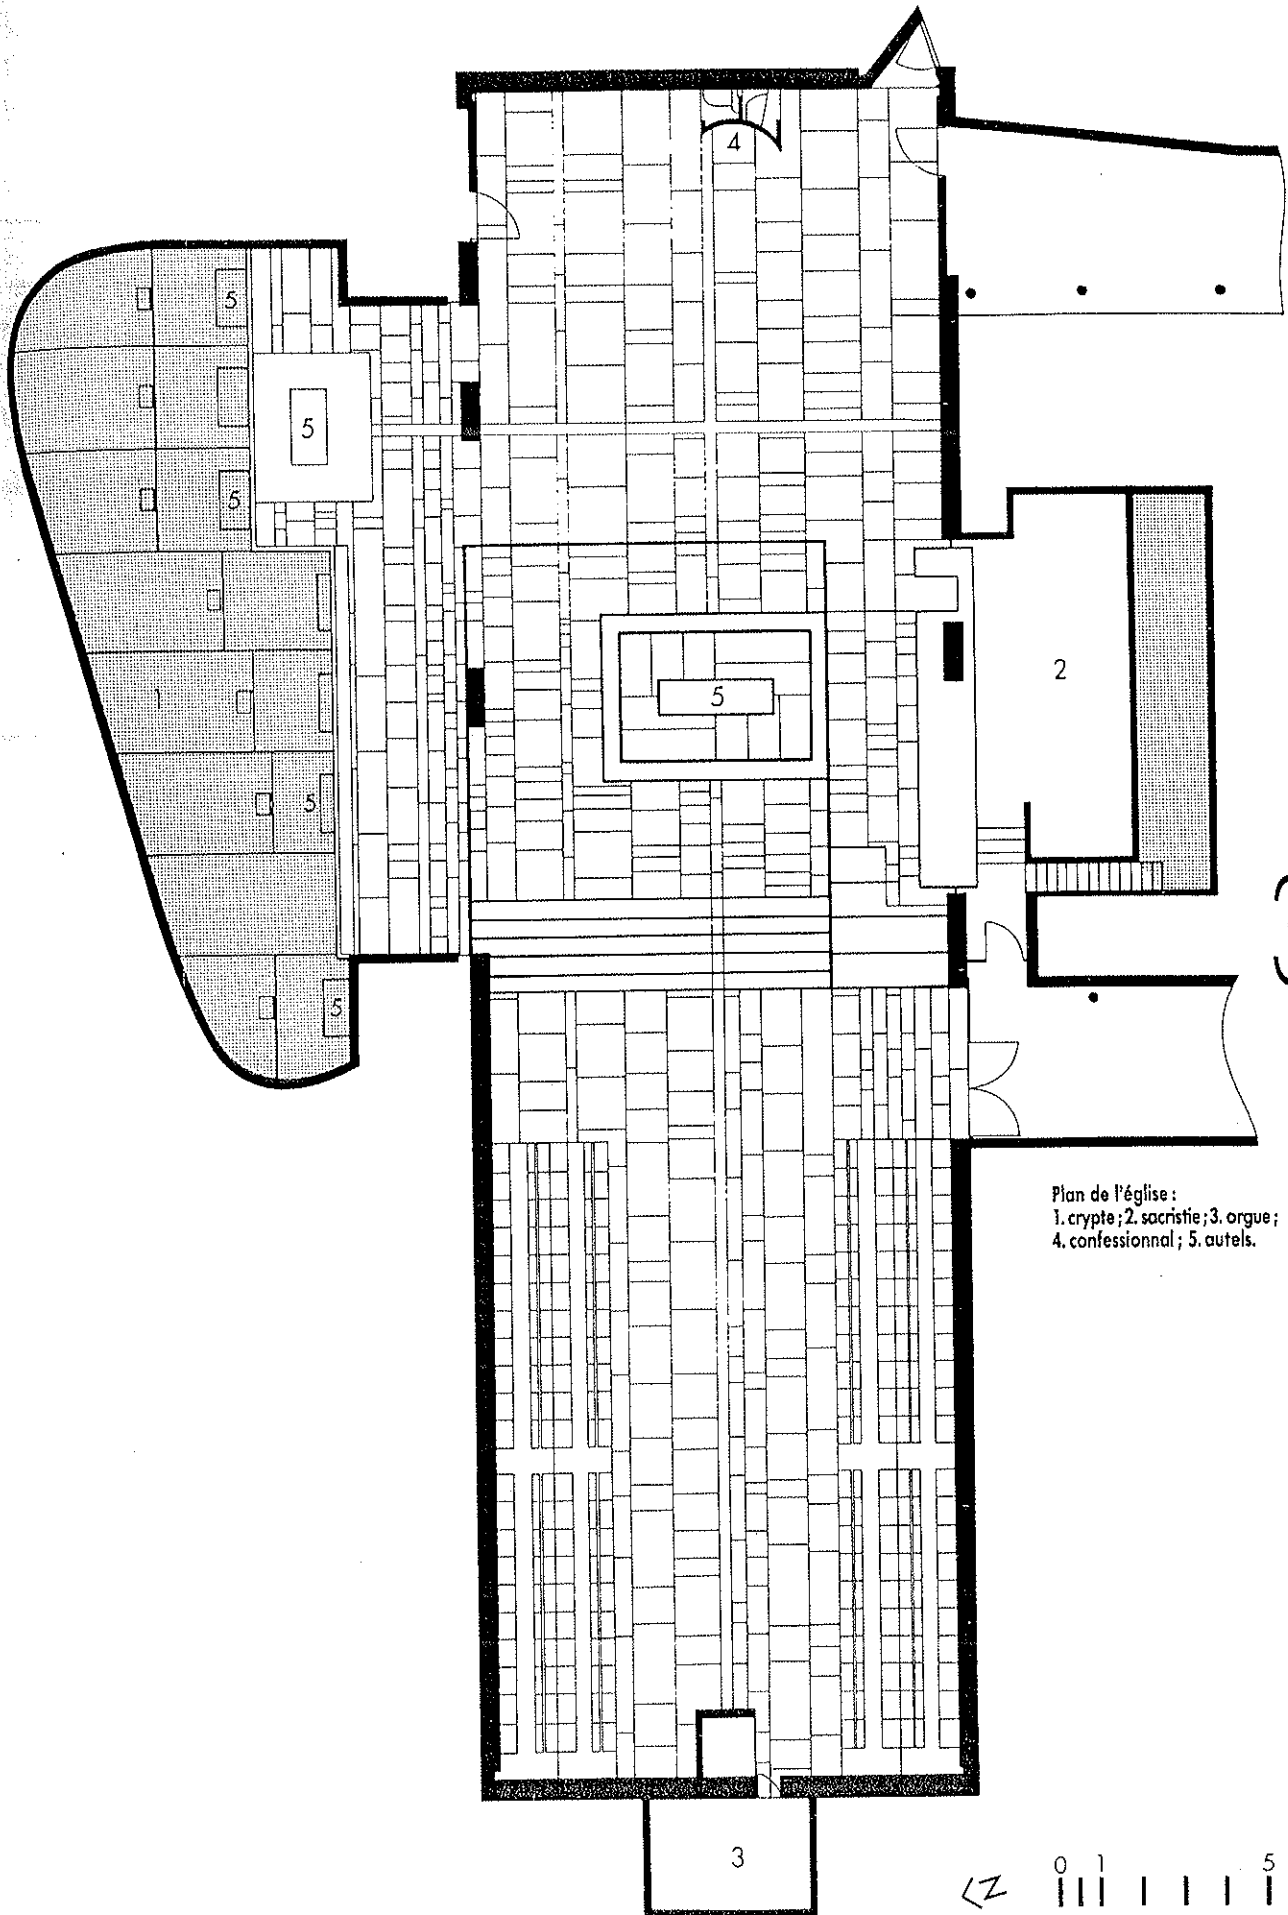 4
5
5
5
5
1
2
5
5
Plan de l'église :
1. crypte ; 2. sacristie ; 3. orgue ;
4. confessionnal ; 5. autels.
3
N
0 1 5